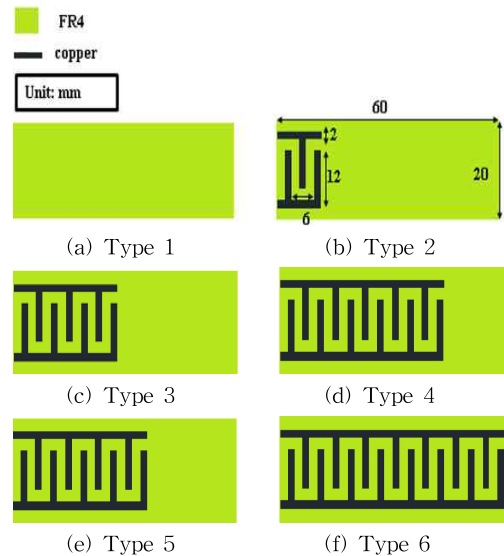 FR4
copper
Unit: mm
60
2
12
20
6
(a) Type 1
(b) Type 2
(c) Type 3
(d) Type 4
(e) Type 5
(f) Type 6